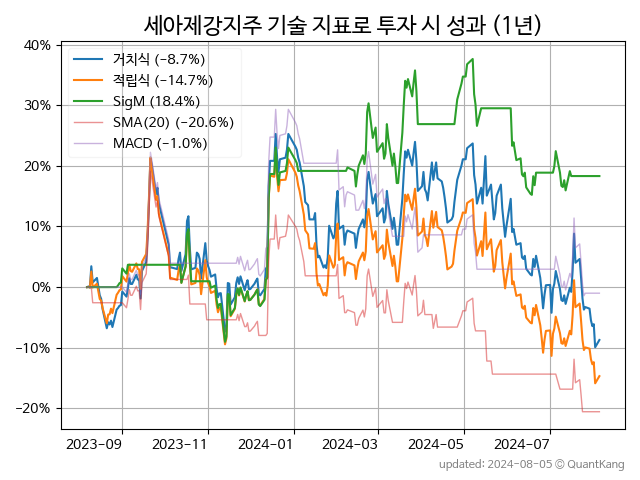 세아제강지주 기술 지표로 투자 시 성과 (1년)
40%
30%
20%
10%
0%
−10%
−20%
거치식 (−8.7%)
적립식 (−14.7%)
SigM (18.4%)
SMA(20) (−20.6%)
MACD (−1.0%)
2023-09 2023-11 2024-01 2024-03 2024-05 2024-07
updated: 2024-08-05 © QuantKang